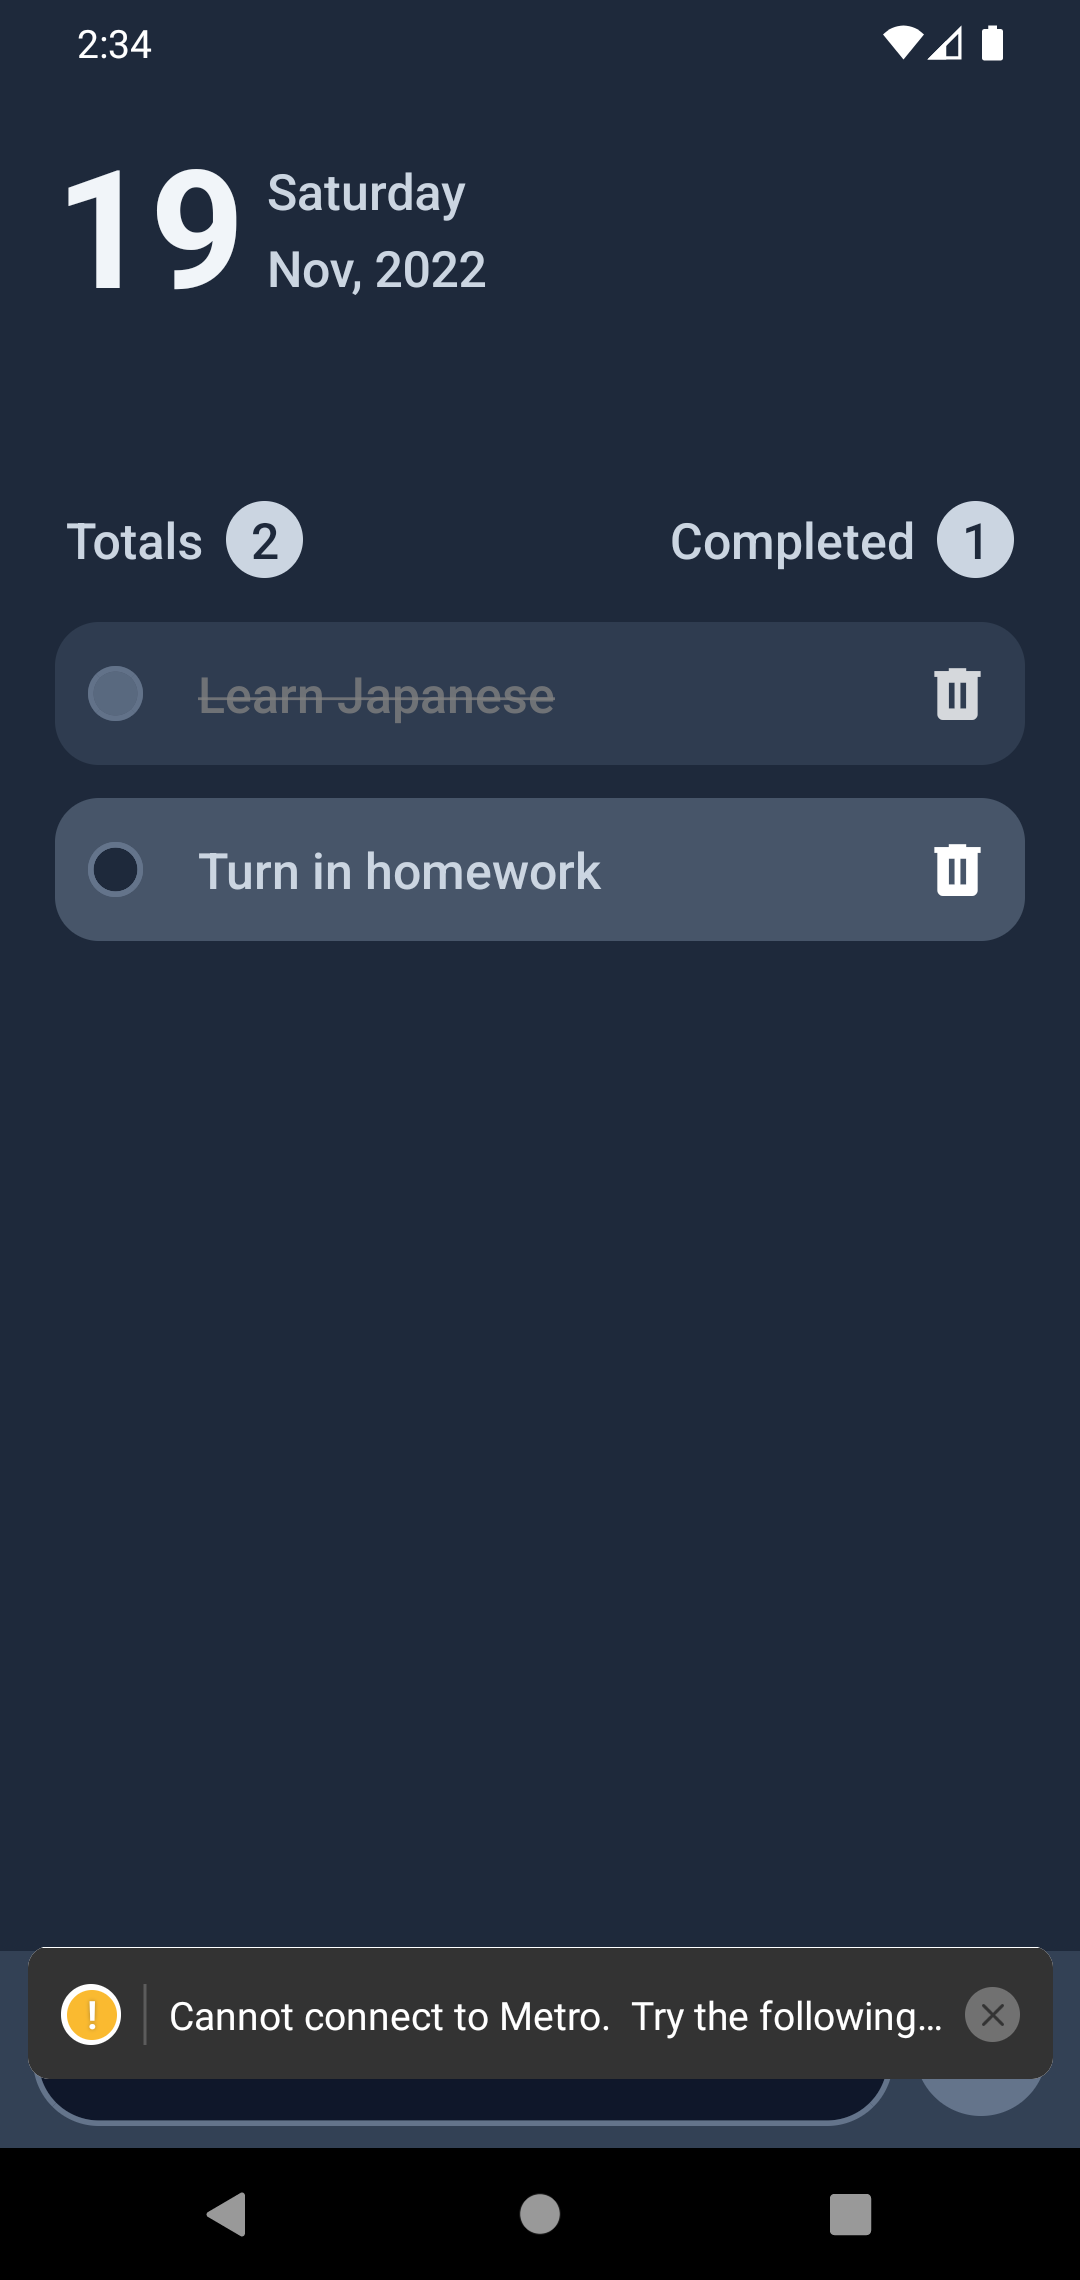 2:34
19
Saturday
Nov, 2022
Totals 2
Completed 1
Learn Japanese
Turn in homework
! Cannot connect to Metro. Try the following...